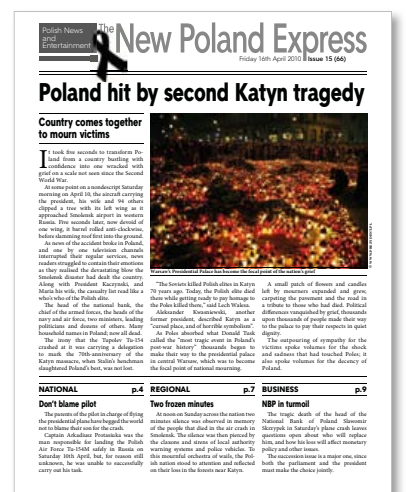 Polish News
and
Entertainment
The
New Poland Express
Friday 16th April 2010 Issue 15 (66)
Poland hit by second Katyn tragedy
Country comes together
to mourn victims
It took five seconds to transform Po-
land from a country bustling with
confidence into one wracked with
grief on a scale not seen since the Second
World War.
At some point on a nondescript Saturday
morning on April 10, the aircraft carrying
the president, his wife and 94 others
clipped a tree with its left wing as it
approached Smolensk airport in western
Russia. Five seconds later, now devoid of
one wing, it barrel rolled anti-clockwise,
before slamming roof first into the ground.
As news of the accident broke in Poland,
and one by one television channels
interrupted their regular services, news
readers struggled to contain their emotions
as they realised the devastating blow the
Smolensk disaster had dealt the country.
Along with President Kaczynski, and
Maria his wife, the casualty list read like a
who's who of the Polish elite.
The head of the national bank, the
chief of the armed forces, the heads of the
navy and air force, two ministers, leading
politicians and dozens of others. Many
household names in Poland, now all dead.
The irony that the Tupolev Tu-154
crashed as it was carrying a delegation
to mark the 70th-anniversary of the
Katyn massacre, when Stalin's henchman
slaughtered Poland's best, was not lost.
Warsaw's Presidential Palace has become the focal point of the nation's grief
"The Soviets killed Polish elites in Katyn
70 years ago. Today, the Polish elite died
there while getting ready to pay homage to
the Poles killed there," said Lech Walesa.
Aleksander Kwasniewski, another
former president, described Katyn as a
"cursed place, and of horrible symbolism".
As Poles absorbed what Donald Tusk
called the "most tragic event in Poland's
post-war history" thousands began to
make their way to the presidential palace
in central Warsaw, which was to become
the focal point of national mourning.
A small patch of flowers and candles
left by mourners expanded and grew,
carpeting the pavement and the road in
a tribute to those who had died. Political
differences vanquished by grief, thousands
upon thousands of people made their way
to the palace to pay their respects in quiet
dignity.
The outpouring of sympathy for the
victims spoke volumes for the shock
and sadness that had touched Poles; it
also spoke volumes for the decency of
Poland.
NATIONAL p.4
Don't blame pilot
The parents of the pilot in charge of flying
the presidential plane have begged the world
not to blame their son for the crash.
Captain Arkadiusz Protasiuka was the
man responsible for landing the Polish
Air Force Tu-154M safely in Russia on
Saturday 10th April, but, for reason still
unknown, he was unable to successfully
carry out his task.
REGIONAL p.7
Two frozen minutes
At noon on Sunday across the nation two
minutes silence was observed in memory
of the people that died in the air crash in
Smolensk. The silence was then pierced by
the claxons and sirens of local authority
warning systems and police vehicles. To
this mournful orchestra of wails, the Pol-
ish nation stood to attention and reflected
on their loss in the forests near Katyn.
BUSINESS p.9
NBP in turmoil
The tragic death of the head of the
National Bank of Poland Slawomir
Skrzypek in Saturday's plane crash leaves
questions open about who will replace
him, and how his loss will affect monetary
policy and other issues.
The succession issue is a major one, since
both the parliament and the president
must make the choice jointly.